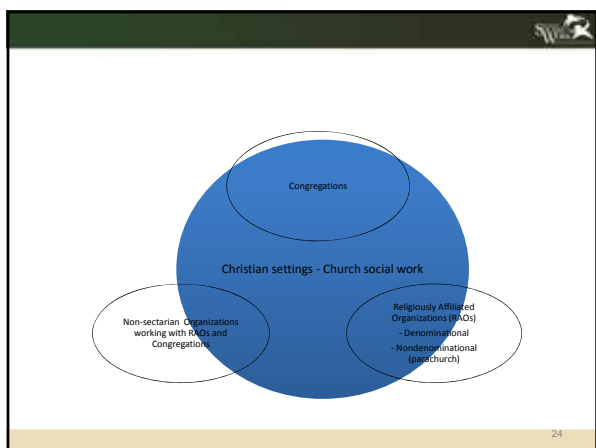 Congregations
Christian settings - Church social work
Non-sectarian Organizations
working with RAOs and
Congregations
Religiously Affiliated
Organizations (RAOs)
- Denominational
- Nondenominational
(parachurch)
24